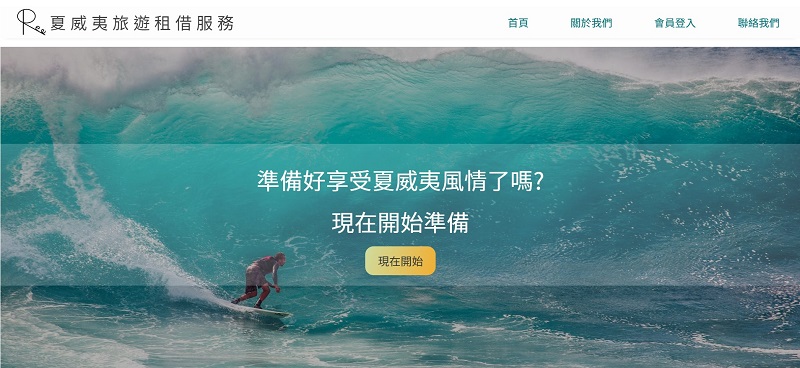 Ree 夏威夷旅遊租借服務
首頁 關於我們 會員登入 聯絡我們
準備好享受夏威夷風情了嗎?
現在開始準備
現在開始